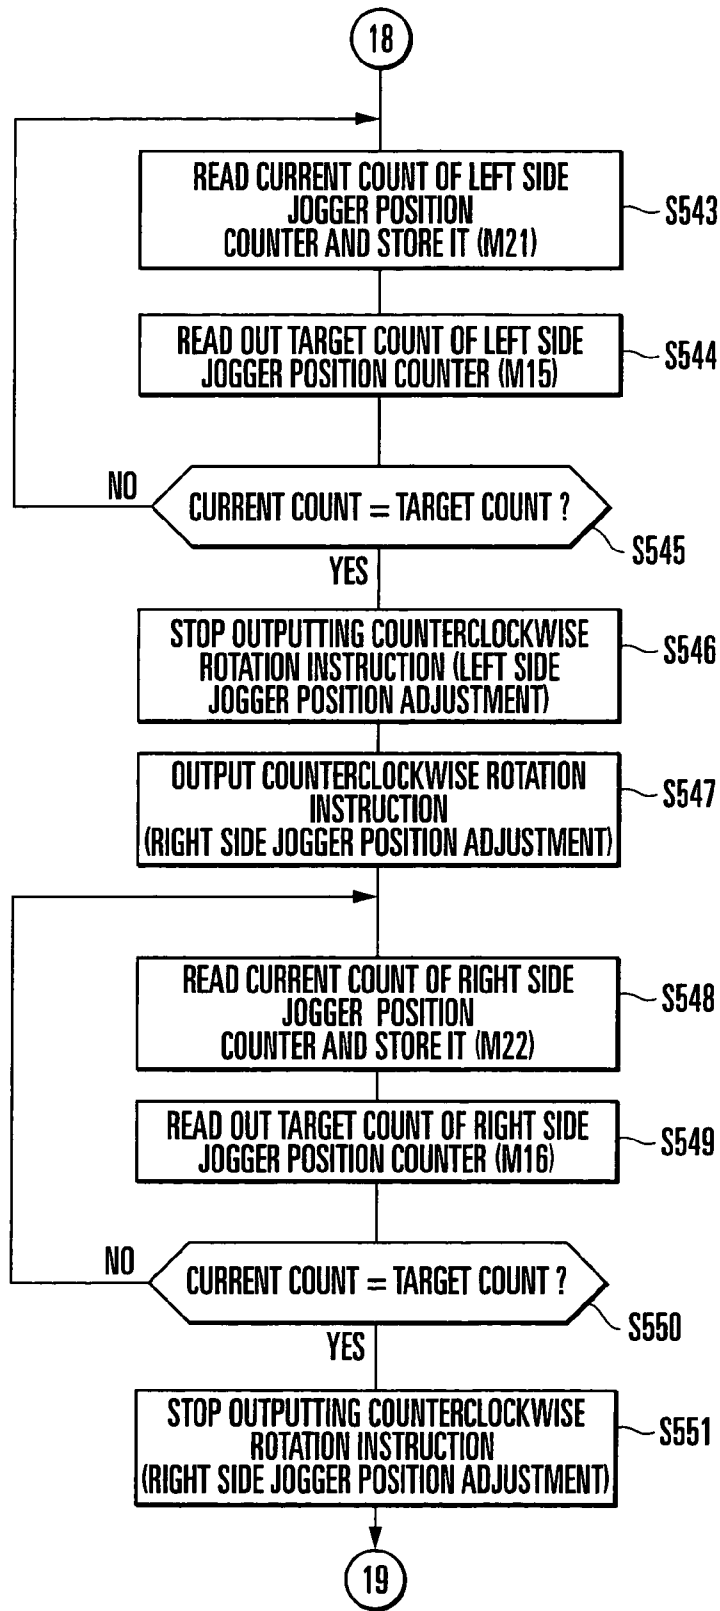 18
READ CURRENT COUNT OF LEFT SIDE
JOGGER POSITION
COUNTER AND STORE IT (M21)
S543
READ OUT TARGET COUNT OF LEFT SIDE
JOGGER POSITION COUNTER (M15)
S544
NO
CURRENT COUNT = TARGET COUNT ?
S545
YES
STOP OUTPUTTING COUNTERCLOCKWISE
ROTATION INSTRUCTION (LEFT SIDE
JOGGER POSITION ADJUSTMENT)
S546
OUTPUT COUNTERCLOCKWISE ROTATION
INSTRUCTION
(RIGHT SIDE JOGGER POSITION ADJUSTMENT)
S547
READ CURRENT COUNT OF RIGHT SIDE
JOGGER POSITION
COUNTER AND STORE IT (M22)
S548
READ OUT TARGET COUNT OF RIGHT SIDE
JOGGER POSITION COUNTER (M16)
S549
NO
CURRENT COUNT = TARGET COUNT ?
S550
YES
STOP OUTPUTTING COUNTERCLOCKWISE
ROTATION INSTRUCTION
(RIGHT SIDE JOGGER POSITION ADJUSTMENT)
S551
19